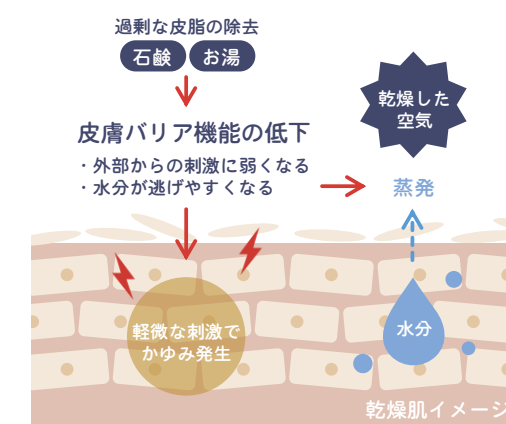 過剰な皮脂の除去
石鹸 お湯
乾燥した
空気
皮膚バリア機能の低下
・外部からの刺激に弱くなる
・水分が逃げやすくなる
蒸発
軽微な刺激で
かゆみ発生
水分
乾燥肌イメージ